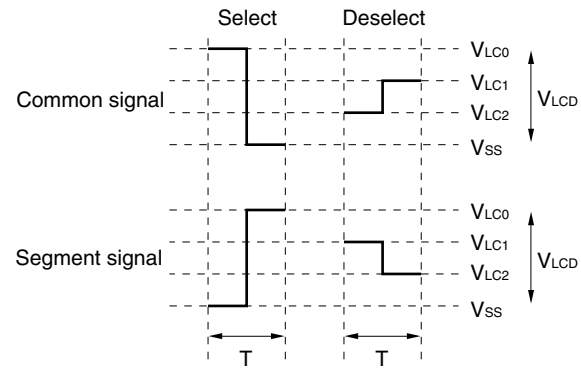 Select Deselect
VLC0
VLC1
Common signal VLCD
VLC2
VSS
VLC0
VLC1
Segment signal VLCD
VLC2
VSS
T T